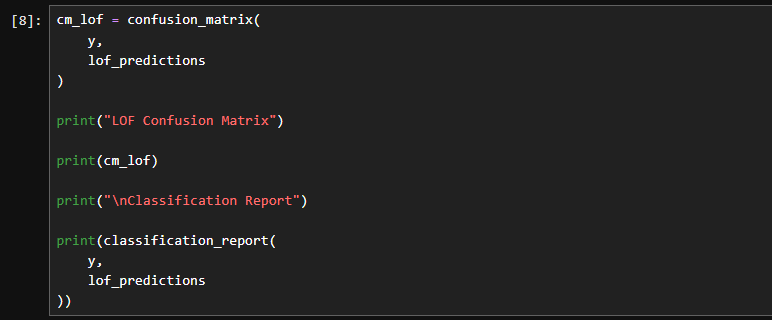 [8]: cm_lof = confusion_matrix(
    y,
    lof_predictions
)

print("LOF Confusion Matrix")

print(cm_lof)

print("\nClassification Report")

print(classification_report(
    y,
    lof_predictions
))